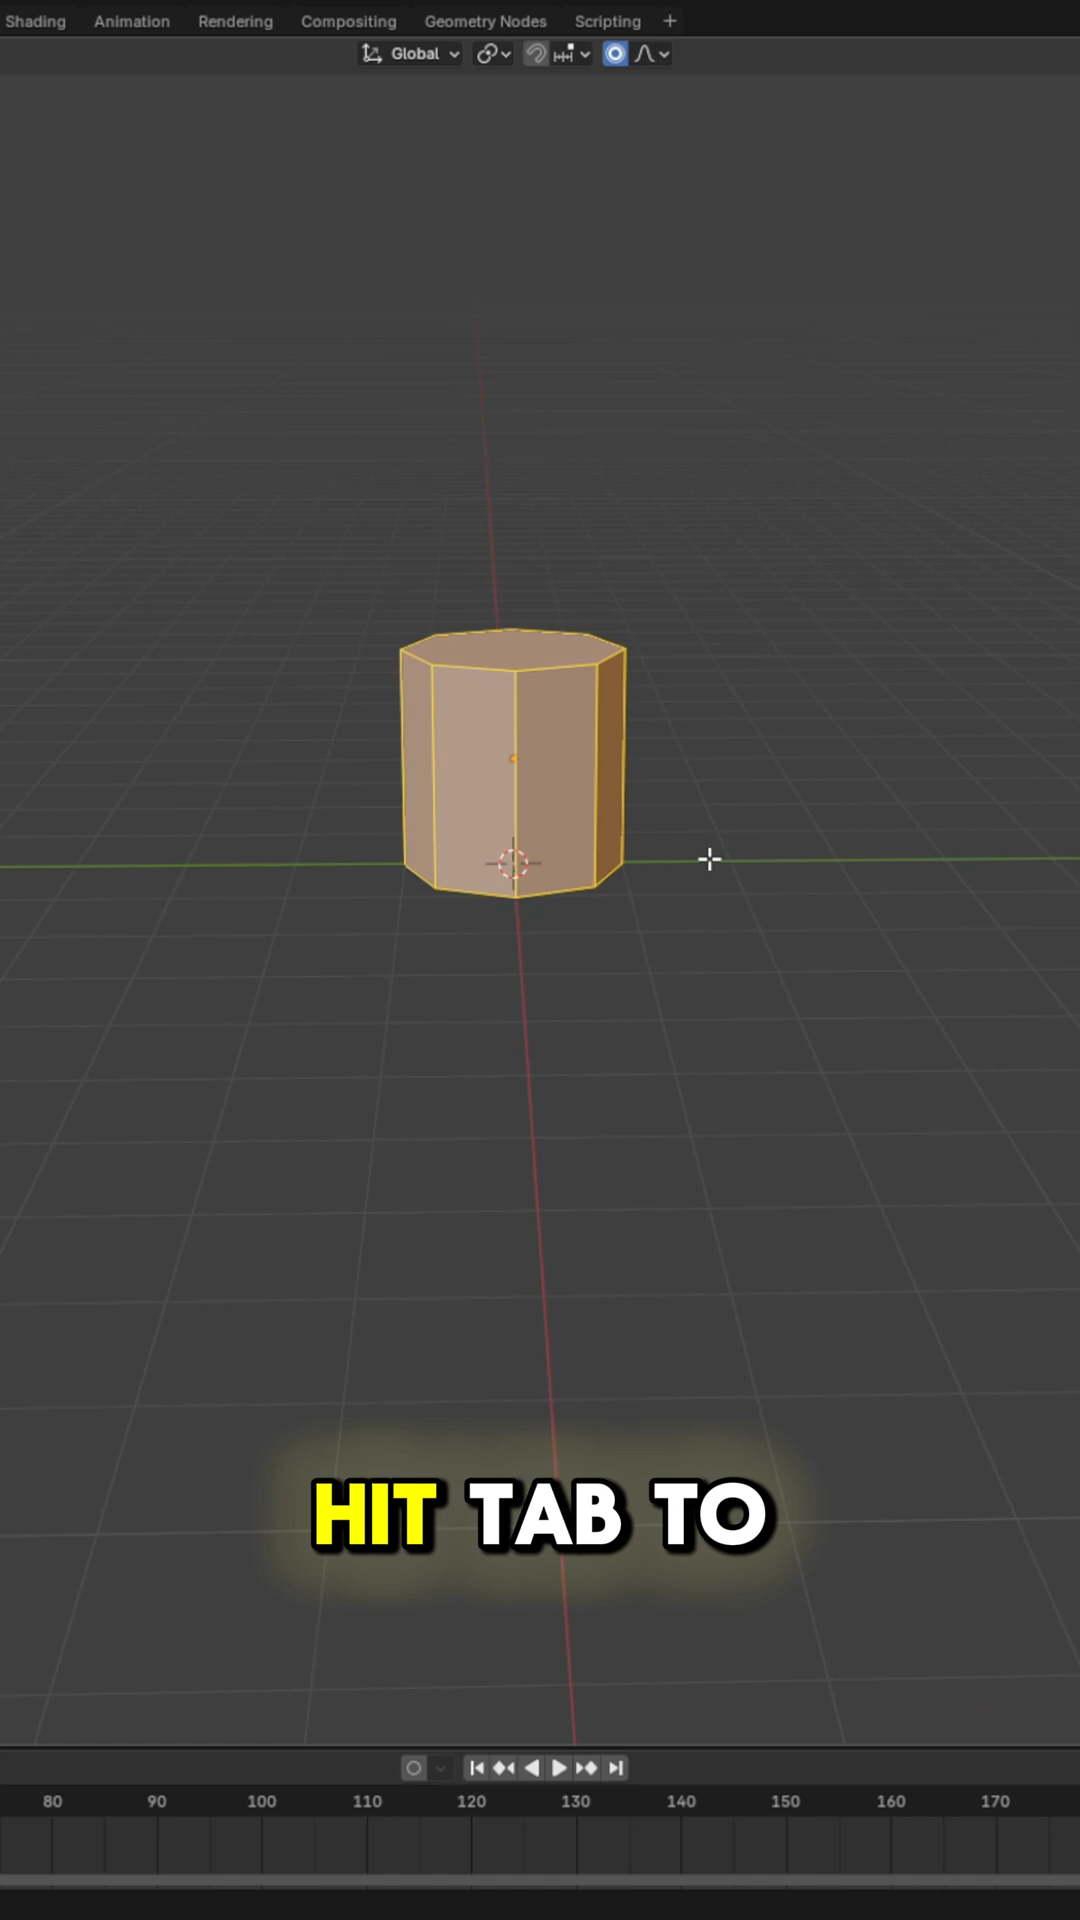 Shading Animation Rendering Compositing Geometry Nodes Scripting +
Global
HIT TAB TO
80 90 100 110 120 130 140 150 160 170